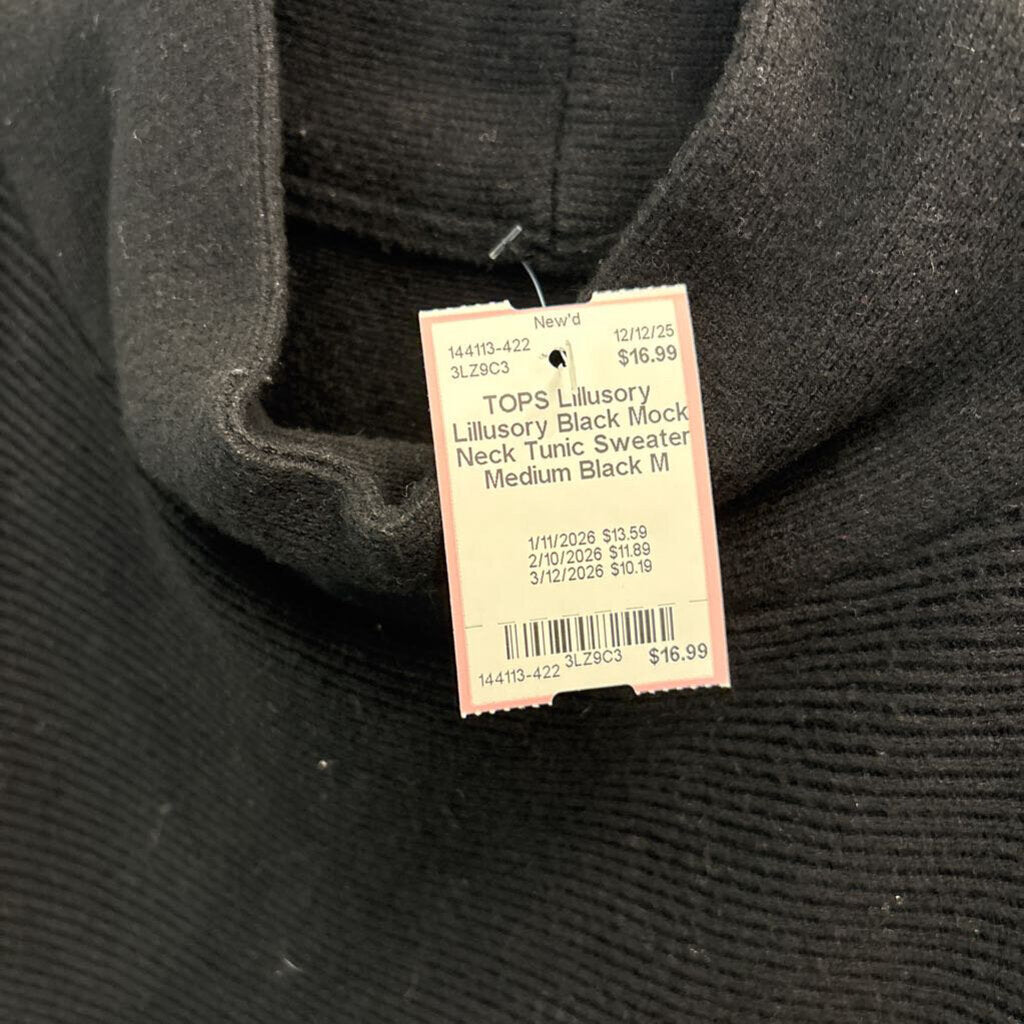 New'd
144113-422 12/12/25
3LZ9C3 $16.99
TOPS Lillusory
Lillusory Black Mock
Neck Tunic Sweater
Medium Black M
1/11/2026 $13.59
2/10/2026 $11.89
3/12/2026 $10.19
144113-422 3LZ9C3 $16.99